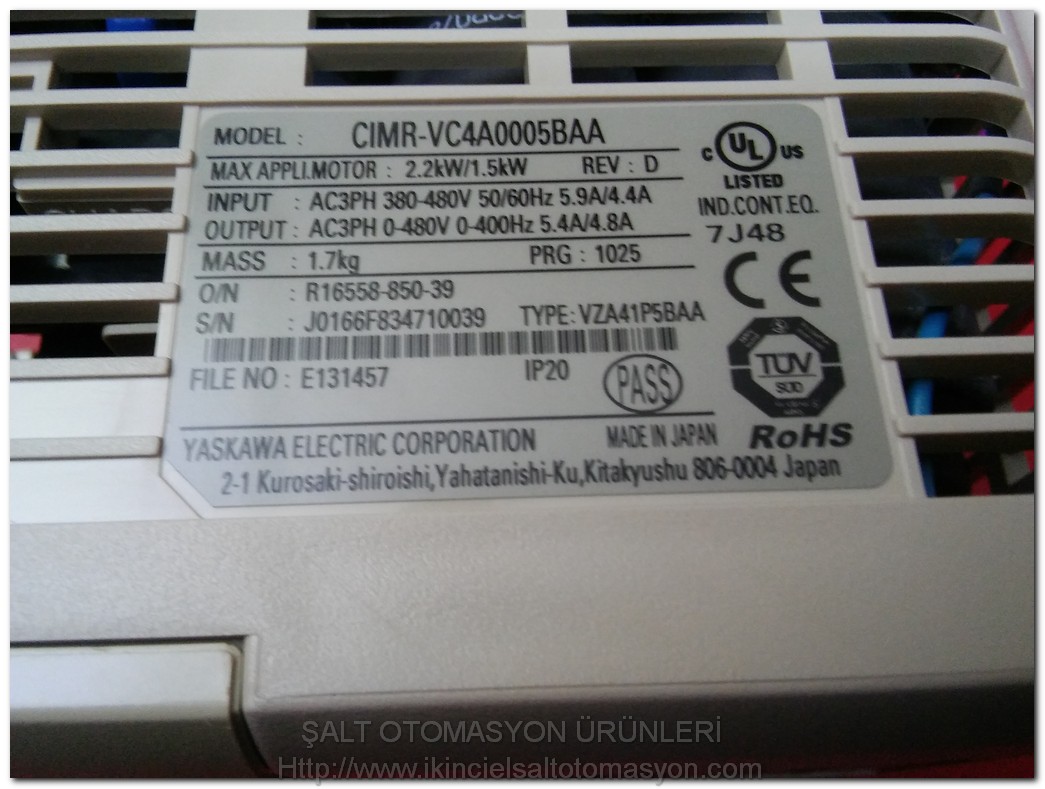 MODEL : CIMR-VC4A0005BAA
MAX APPLI.MOTOR : 2.2kW/1.5kW REV : D
INPUT : AC3PH 380-480V 50/60Hz 5.9A/4.4A
OUTPUT : AC3PH 0-480V 0-400Hz 5.4A/4.8A
MASS : 1.7kg PRG : 1025
O/N : R16558-850-39
S/N : J0166F834710039 TYPE: VZA41P5BAA
FILE NO : E131457 IP20 PASS
YASKAWA ELECTRIC CORPORATION MADE IN JAPAN
2-1 Kurosaki-shiroishi,Yahatanishi-Ku,Kitakyushu 806-0004 Japan
C UL US
LISTED
IND.CONT.EQ.
7J48
CE
TÜV
SÜD
RoHS
ŞALT OTOMASYON ÜRÜNLERİ
Http://www.ikincielsaltotomasyon.com